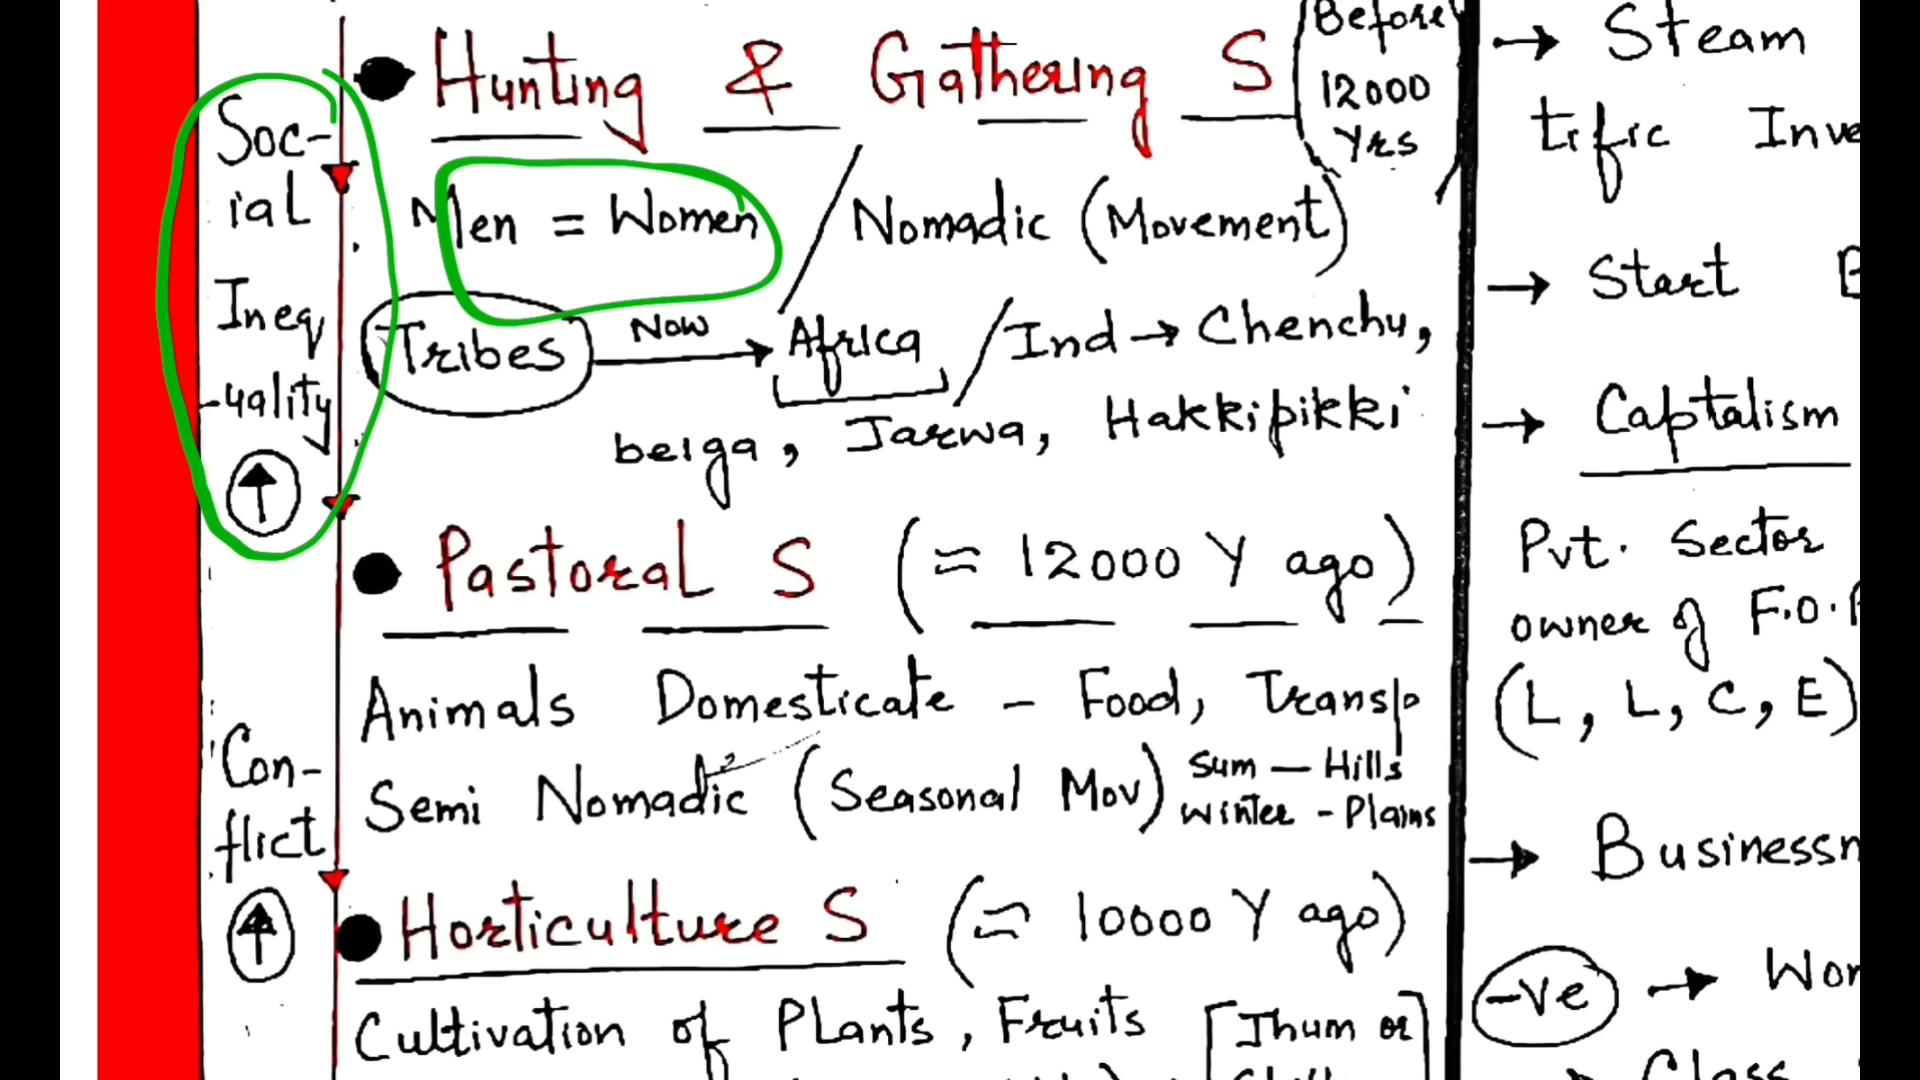 Soc-
ial
Ineq
-uality
Con-
flict
Hunting & Gathering S
Before
12000
Yrs
Men = Women / Nomadic (Movement)
Tribes Now → Africa / Ind → Chenchu,
beiga, Jarwa, Hakkipikki
Pastoral S (≈ 12000 Y ago)
Animals Domesticate - Food, Transp
Semi Nomadic (Seasonal Mov) Sum - Hills
Winter - Plains
Horticulture S (≈ 10000 Y ago)
Cultivation of Plants, Fruits [Jhum or]
→ Steam
tific Inve
→ Start
→ Captalism
Pvt. Sector
owner of F.O.P
(L, L, C, E)
→ Businessm
-Ve → Wor
Class